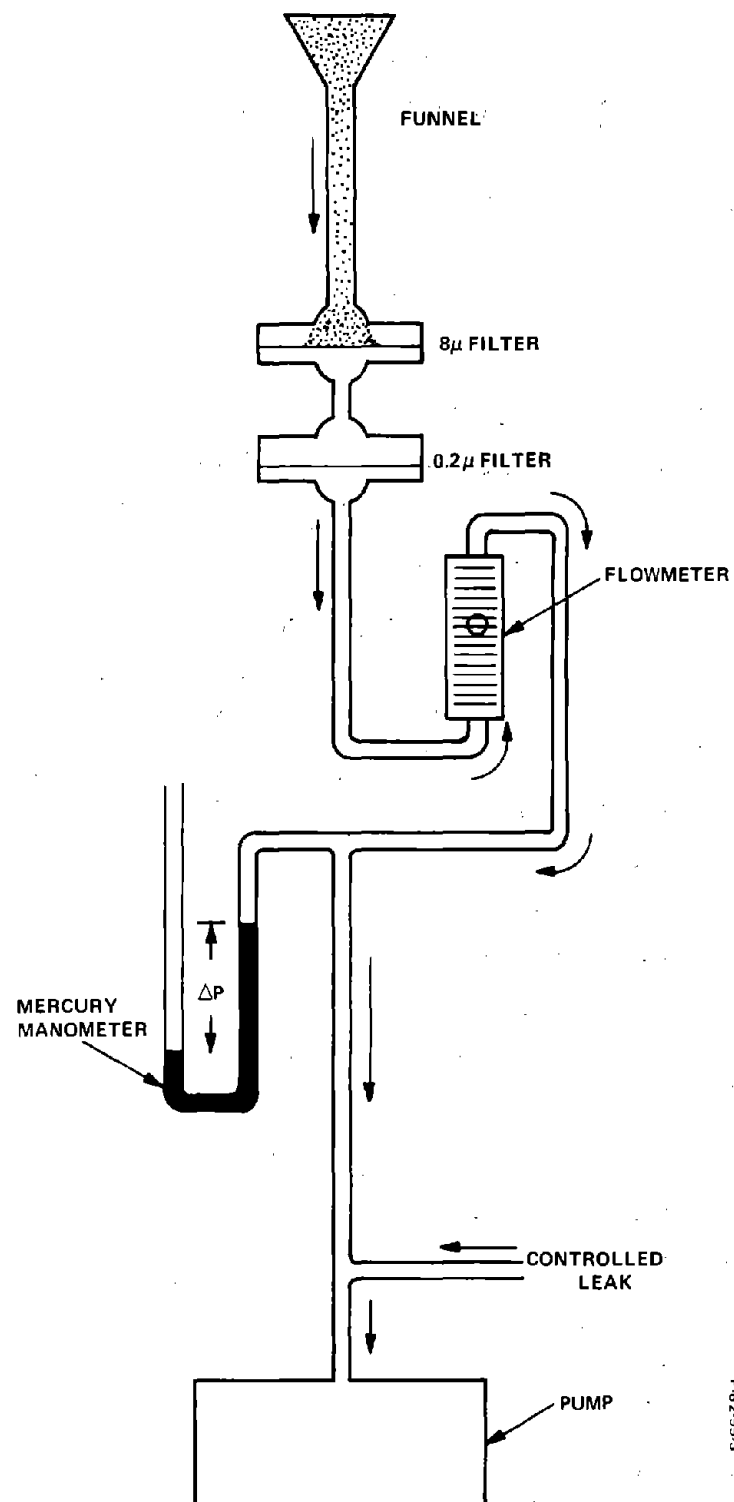 FUNNEL
8μ FILTER
0.2μ FILTER
FLOWMETER
ΔP
MERCURY
MANOMETER
CONTROLLED
LEAK
PUMP